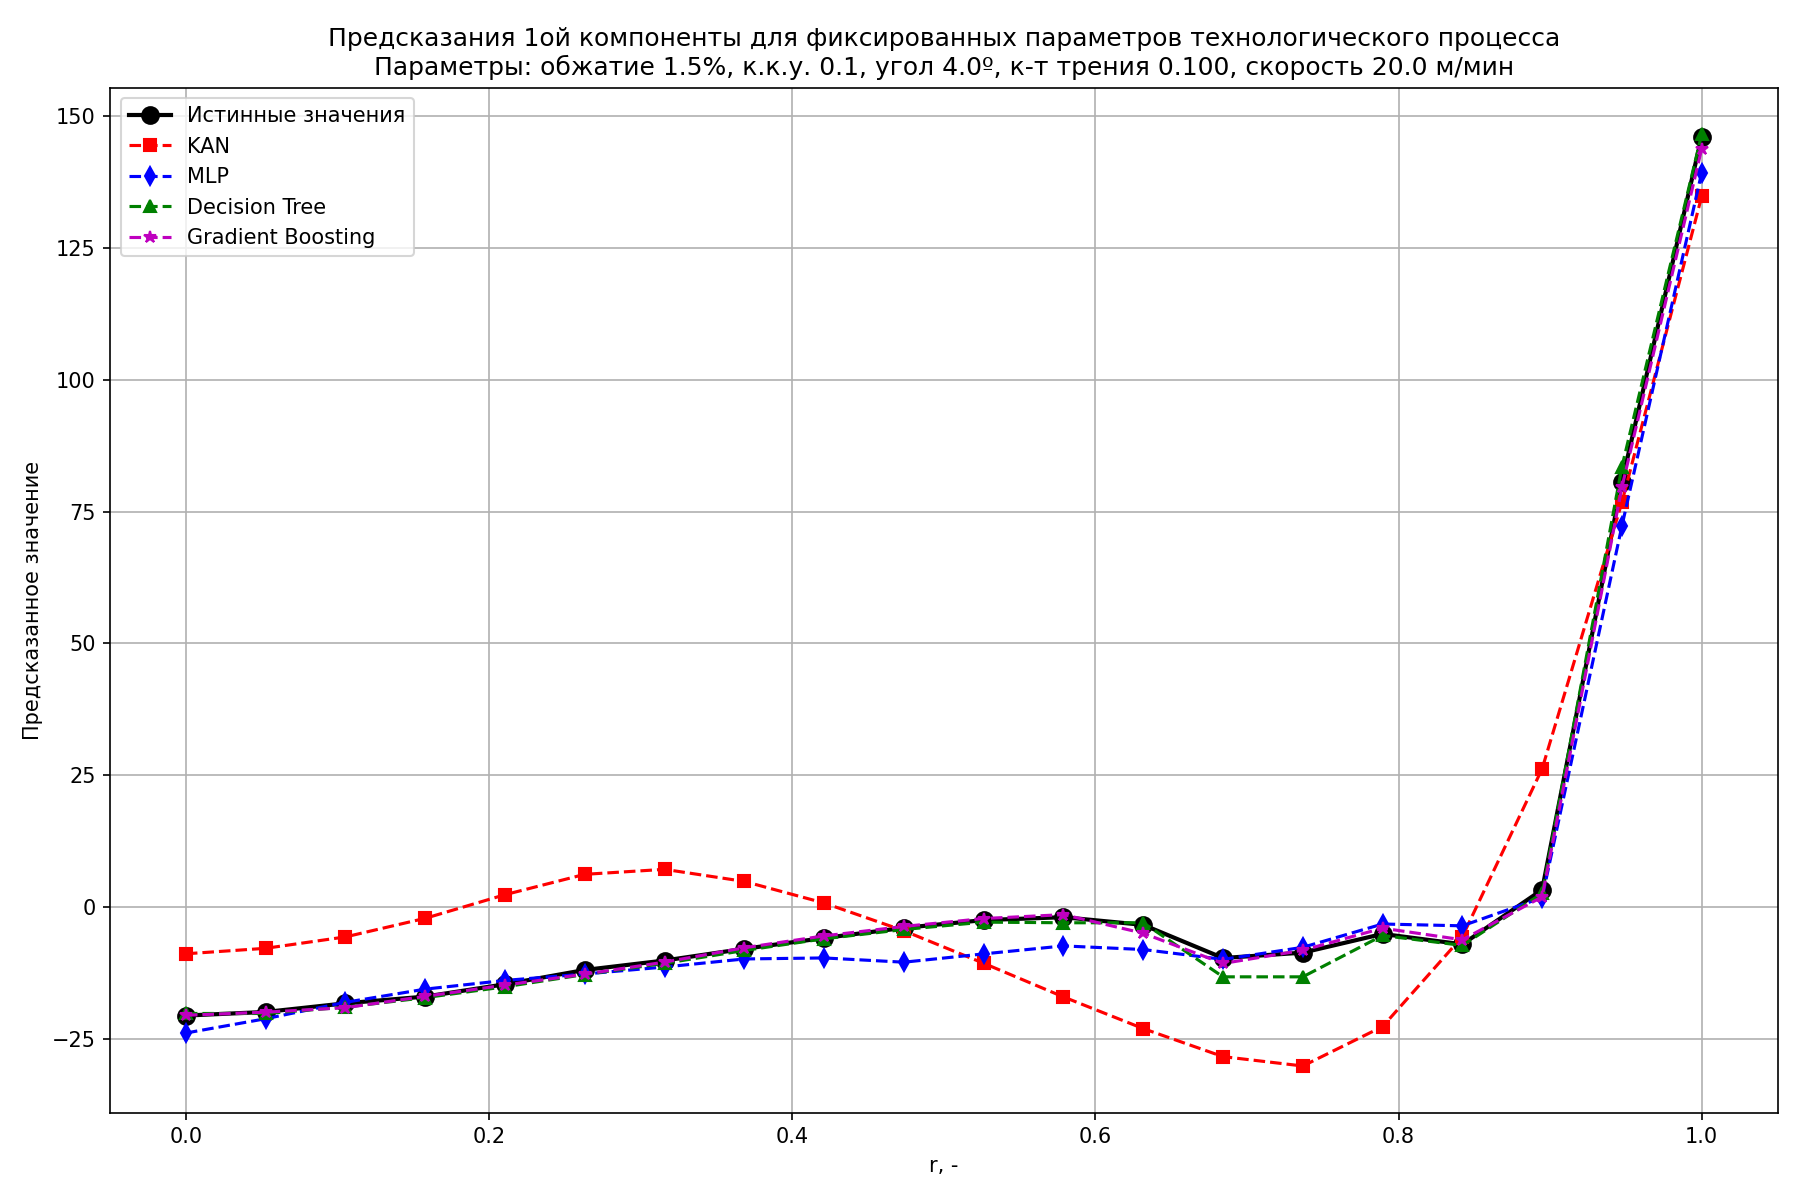 Предсказания 1ой компоненты для фиксированных параметров технологического процесса
Параметры: обжатие 1.5%, к.к.у. 0.1, угол 4.0º, к-т трения 0.100, скорость 20.0 м/мин
Истинные значения
KAN
MLP
Decision Tree
Gradient Boosting
Предсказанное значение
150
125
100
75
50
25
0
−25
0.0 0.2 0.4 0.6 0.8 1.0
r, -